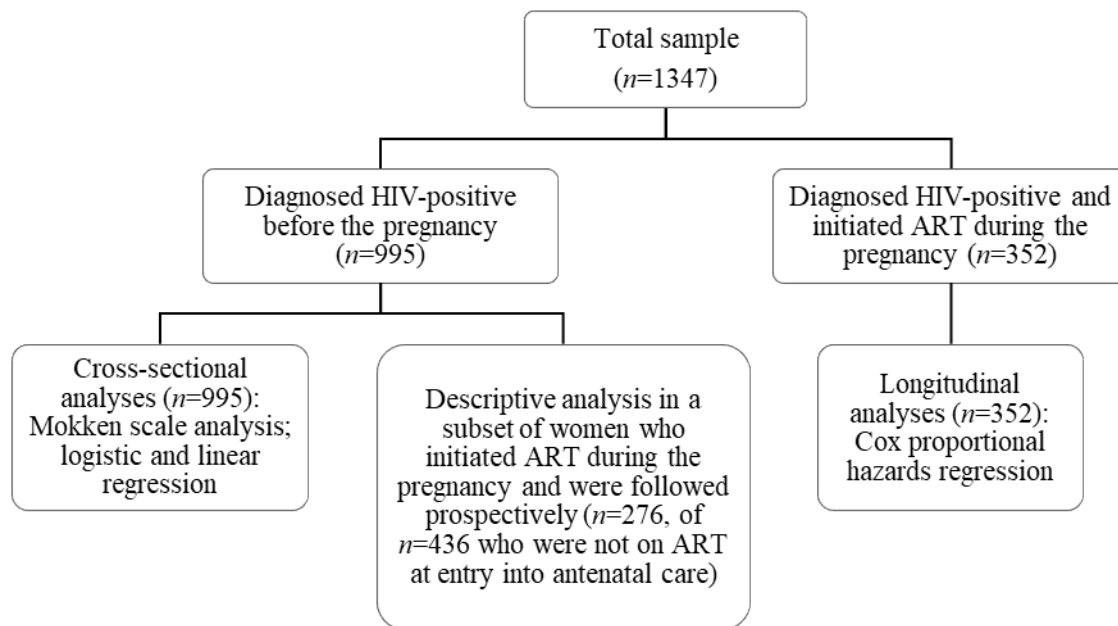 Total sample
(n=1347)
Diagnosed HIV-positive
before the pregnancy
(n=995)
Diagnosed HIV-positive and
initiated ART during the
pregnancy (n=352)
Cross-sectional
analyses (n=995):
Mokken scale analysis;
logistic and linear
regression
Descriptive analysis in a
subset of women who
initiated ART during the
pregnancy and were followed
prospectively (n=276, of
n=436 who were not on ART
at entry into antenatal care)
Longitudinal
analyses (n=352):
Cox proportional
hazards regression